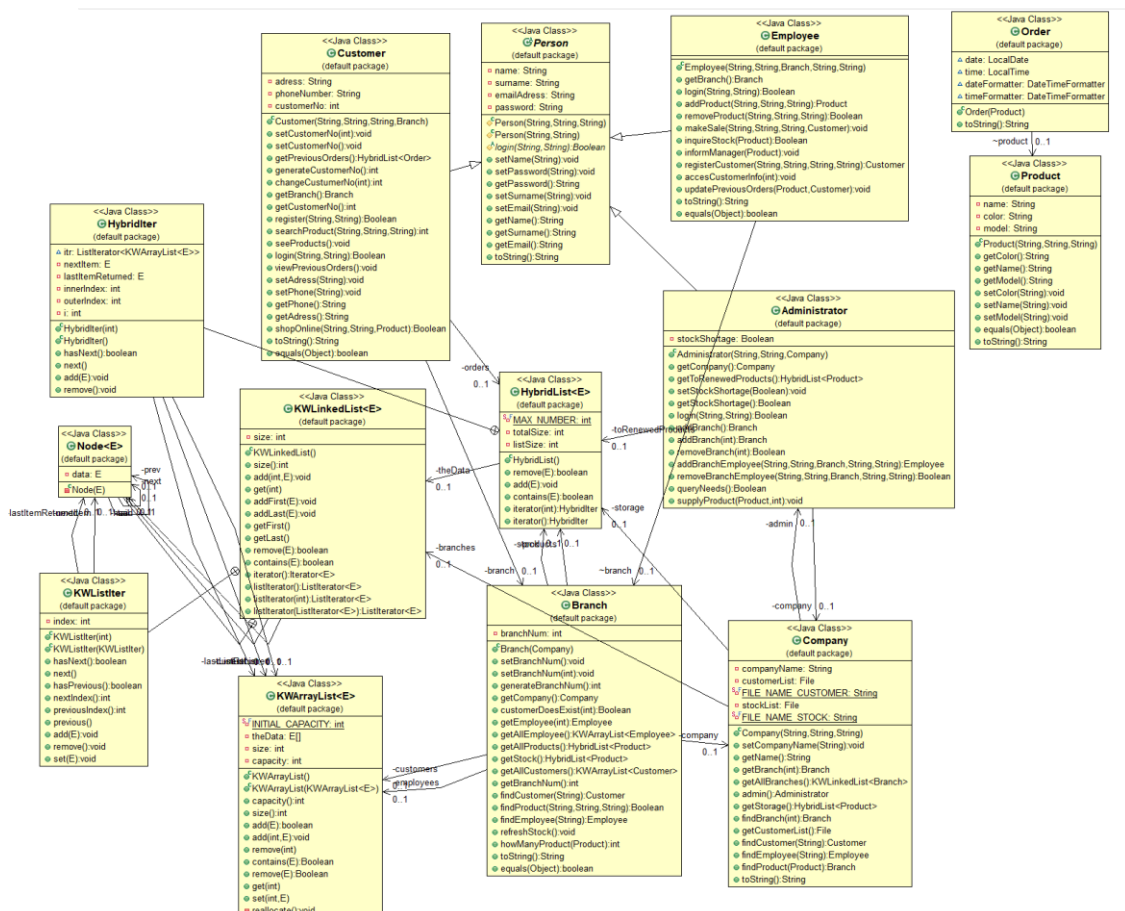 <<Java Class>>
Customer
(default package)
adress: String
phoneNumber: String
customerNo: int
Customer(String,String,String,Branch)
setCustomerNo(int):void
setCustomerNo():void
getPreviousOrders():HybridList<Order>
generateCustomerNo():int
changeCustumerNo(int):int
getBranch():Branch
getCustomerNo():int
register(String,String):Boolean
searchProduct(String,String,String):int
seeProducts():void
login(String,String):Boolean
viewPreviousOrders():void
setAdress(String):void
setPhone(String):void
getPhone():String
getAdress():String
shopOnline(String,String,Product):Boolean
toString():String
equals(Object):boolean
<<Java Class>>
Person
(default package)
name: String
surname: String
emailAdress: String
password: String
Person(String,String,String)
Person(String,String)
login(String,String):Boolean
setName(String):void
setPassword(String):void
getPassword():String
setSurname(String):void
setEmail(String):void
getName():String
getSurname():String
getEmail():String
toString():String
<<Java Class>>
Employee
(default package)
Employee(String,String,Branch,String,String)
getBranch():Branch
login(String,String):Boolean
addProduct(String,String,String):Product
removeProduct(String,String,String):Boolean
makeSale(String,String,String,Customer):void
inquireStock(Product):Boolean
informManager(Product):void
registerCustomer(String,String,String,String):Customer
accesCustomerInfo(int):void
updatePreviousOrders(Product,Customer):void
toString():String
equals(Object):boolean
<<Java Class>>
Order
(default package)
date: LocalDate
time: LocalTime
dateFormatter: DateTimeFormatter
timeFormatter: DateTimeFormatter
Order(Product)
toString():String
~product 0..1
<<Java Class>>
Product
(default package)
name: String
color: String
model: String
Product(String,String,String)
getColor():String
getName():String
getModel():String
setColor(String):void
setName(String):void
setModel(String):void
equals(Object):boolean
toString():String
<<Java Class>>
HybridIter
(default package)
itr: ListIterator<KWArrayList<E>>
nextItem: E
lastItemReturned: E
innerIndex: int
outerIndex: int
i: int
HybridIter(int)
HybridIter()
hasNext():boolean
next()
add(E):void
remove():void
<<Java Class>>
Administrator
(default package)
stockShortage: Boolean
Administrator(String,String,Company)
getCompany():Company
getToRenewedProducts():HybridList<Product>
setStockShortage(Boolean):void
getStockShortage():Boolean
login(String,String):Boolean
addBranch():Branch
addBranch(int):Branch
removeBranch(int):Boolean
addBranchEmployee(String,String,Branch,String,String):Employee
removeBranchEmployee(String,String,Branch,String,String):Boolean
queryNeeds():Boolean
supplyProduct(Product,int):void
-orders
0..1
<<Java Class>>
HybridList<E>
(default package)
MAX_NUMBER: int
totalSize: int
listSize: int
HybridList()
remove(E):boolean
add(E):void
contains(E):boolean
iterator(int):HybridIter
iterator():HybridIter
-toRenewedProducts
0..1
<<Java Class>>
KWLinkedList<E>
(default package)
size: int
KWLinkedList()
size():int
add(int,E):void
get(int)
addFirst(E):void
addLast(E):void
getFirst()
getLast()
remove(E):boolean
contains(E):boolean
iterator():Iterator<E>
listIterator():ListIterator<E>
listIterator(int):ListIterator<E>
listIterator(ListIterator<E>):ListIterator<E>
-theData
0..1
<<Java Class>>
Node<E>
(default package)
data: E
Node(E)
-prev
next
0..1
-storage
0..1
-branches
0..1
-admin 0..1
-branch 0..1
~branch 0..1
-company 0..1
<<Java Class>>
KWListIter
(default package)
index: int
KWListIter(int)
KWListIter(KWListIter)
hasNext():boolean
next()
hasPrevious():boolean
nextIndex():int
previousIndex():int
previous()
add(E):void
remove():void
set(E):void
<<Java Class>>
Branch
(default package)
branchNum: int
Branch(Company)
setBranchNum():void
setBranchNum(int):void
generateBranchNum():int
getCompany():Company
customerDoesExist(int):Boolean
getEmployee(int):Employee
getAllEmployee():KWArrayList<Employee>
getAllProducts():HybridList<Product>
getStock():HybridList<Product>
getAllCustomers():KWArrayList<Customer>
getBranchNum():int
findCustomer(String):Customer
findProduct(String,String,String):Boolean
findEmployee(String):Employee
refreshStock():void
howManyProduct(Product):int
toString():String
equals(Object):boolean
-company
0..1
<<Java Class>>
Company
(default package)
companyName: String
customerList: File
FILE_NAME_CUSTOMER: String
stockList: File
FILE_NAME_STOCK: String
Company(String,String,String)
setCompanyName(String):void
getName():String
getBranch(int):Branch
getAllBranches():KWLinkedList<Branch>
admin():Administrator
getStorage():HybridList<Product>
findBranch(int):Branch
getCustomerList():File
findCustomer(String):Customer
findEmployee(String):Employee
findProduct(Product):Branch
toString():String
<<Java Class>>
KWArrayList<E>
(default package)
INITIAL_CAPACITY: int
theData: E[]
size: int
capacity: int
KWArrayList()
KWArrayList(KWArrayList<E>)
capacity():int
size():int
add(E):boolean
add(int,E):void
remove(int)
contains(E):Boolean
remove(E):Boolean
get(int)
set(int,E)
reallocate():void
-customers
-employees
0..1